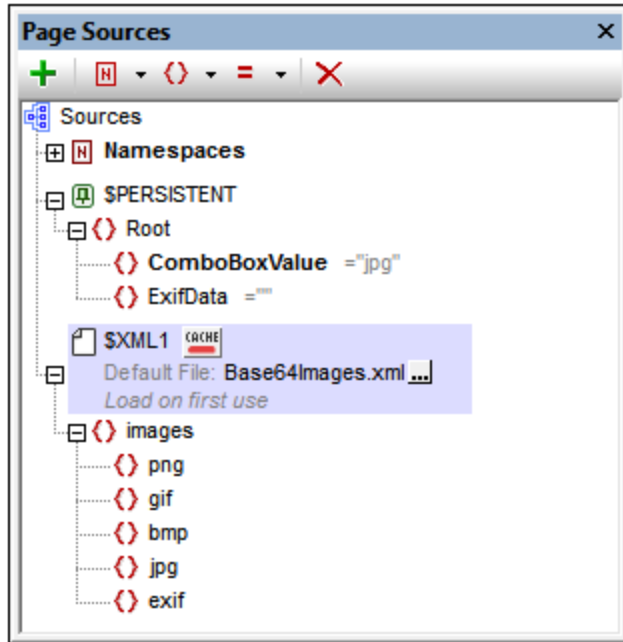 Page Sources
N {} =
Sources
N Namespaces
$PERSISTENT
{} Root
{} ComboBoxValue ="jpg"
{} ExifData =""
$XML1 CACHE
Default File: Base64Images.xml ...
Load on first use
{} images
{} png
{} gif
{} bmp
{} jpg
{} exif